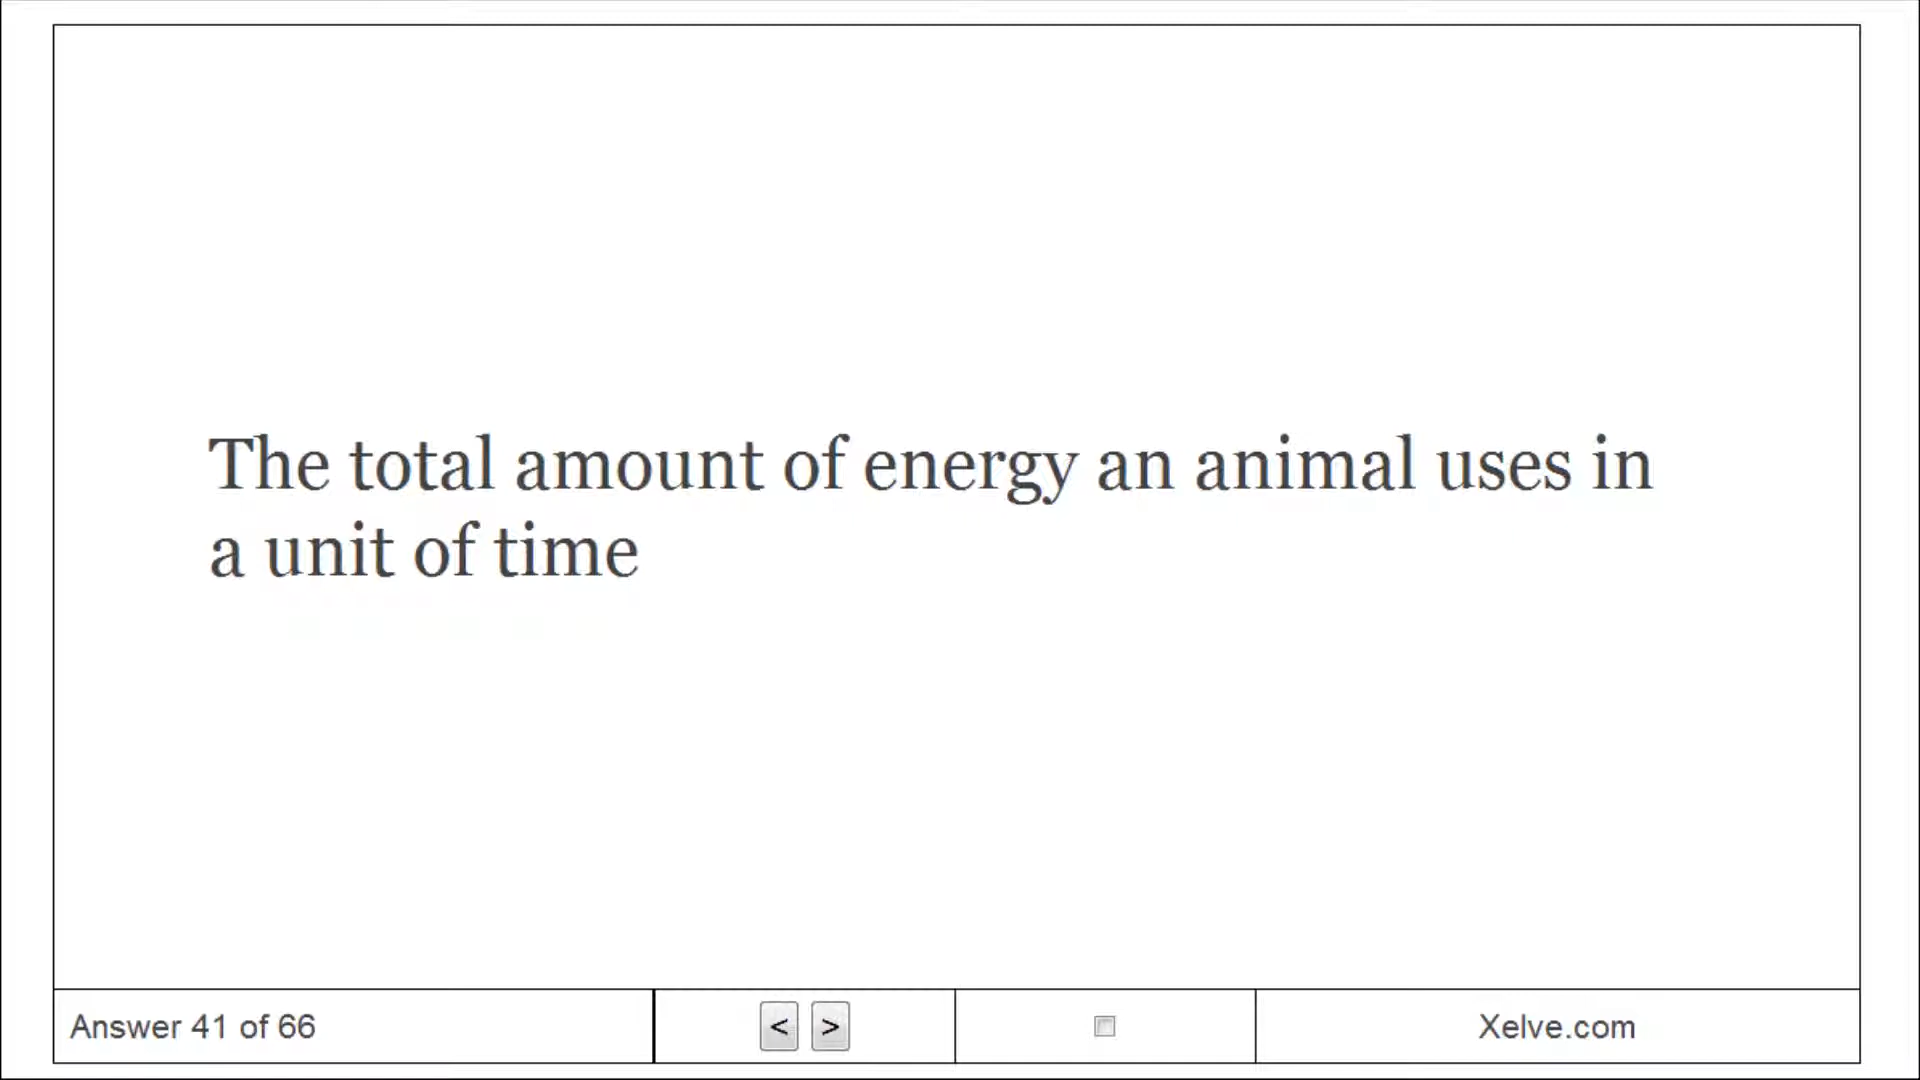 The total amount of energy an animal uses in
a unit of time
Answer 41 of 66
< >
Xelve.com